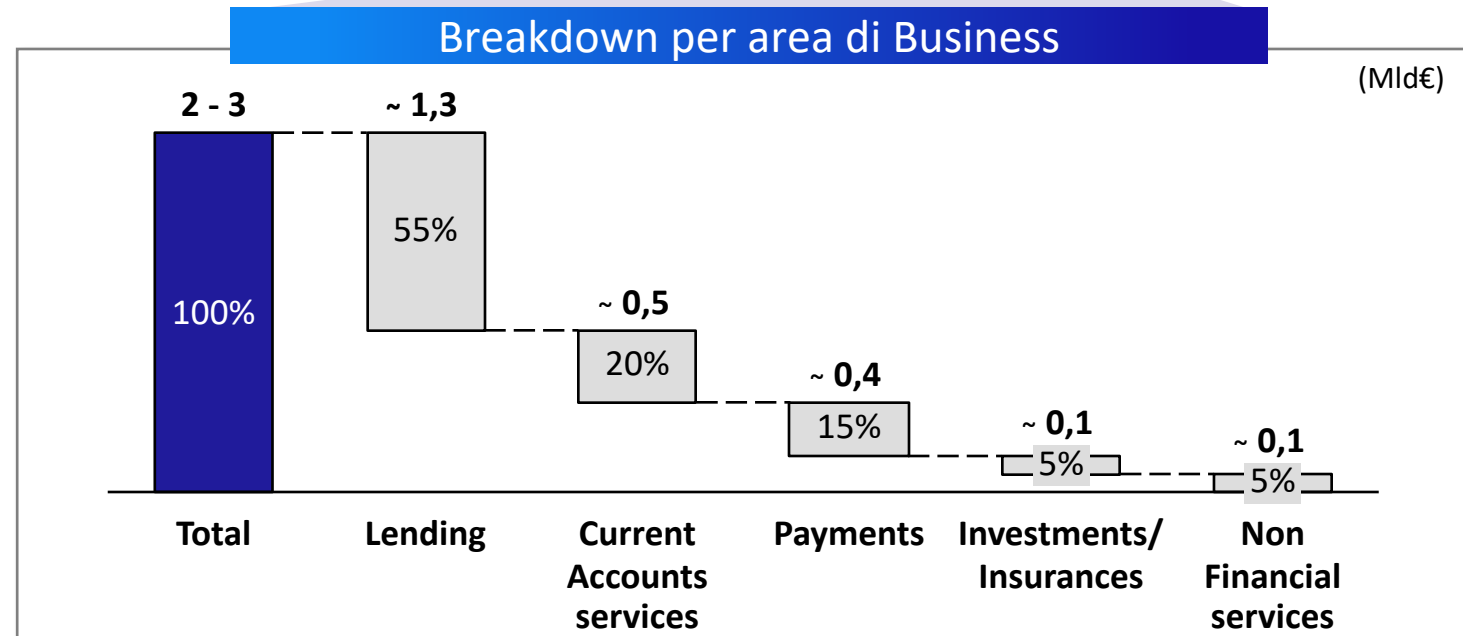 Breakdown per area di Business
(Mld€)
2 - 3
~ 1,3
55%
~ 0,5
100%
20%
~ 0,4
15%
~ 0,1
5%
~ 0,1
5%
Total
Lending
Current
Accounts
services
Payments
Investments/
Insurances
Non
Financial
services